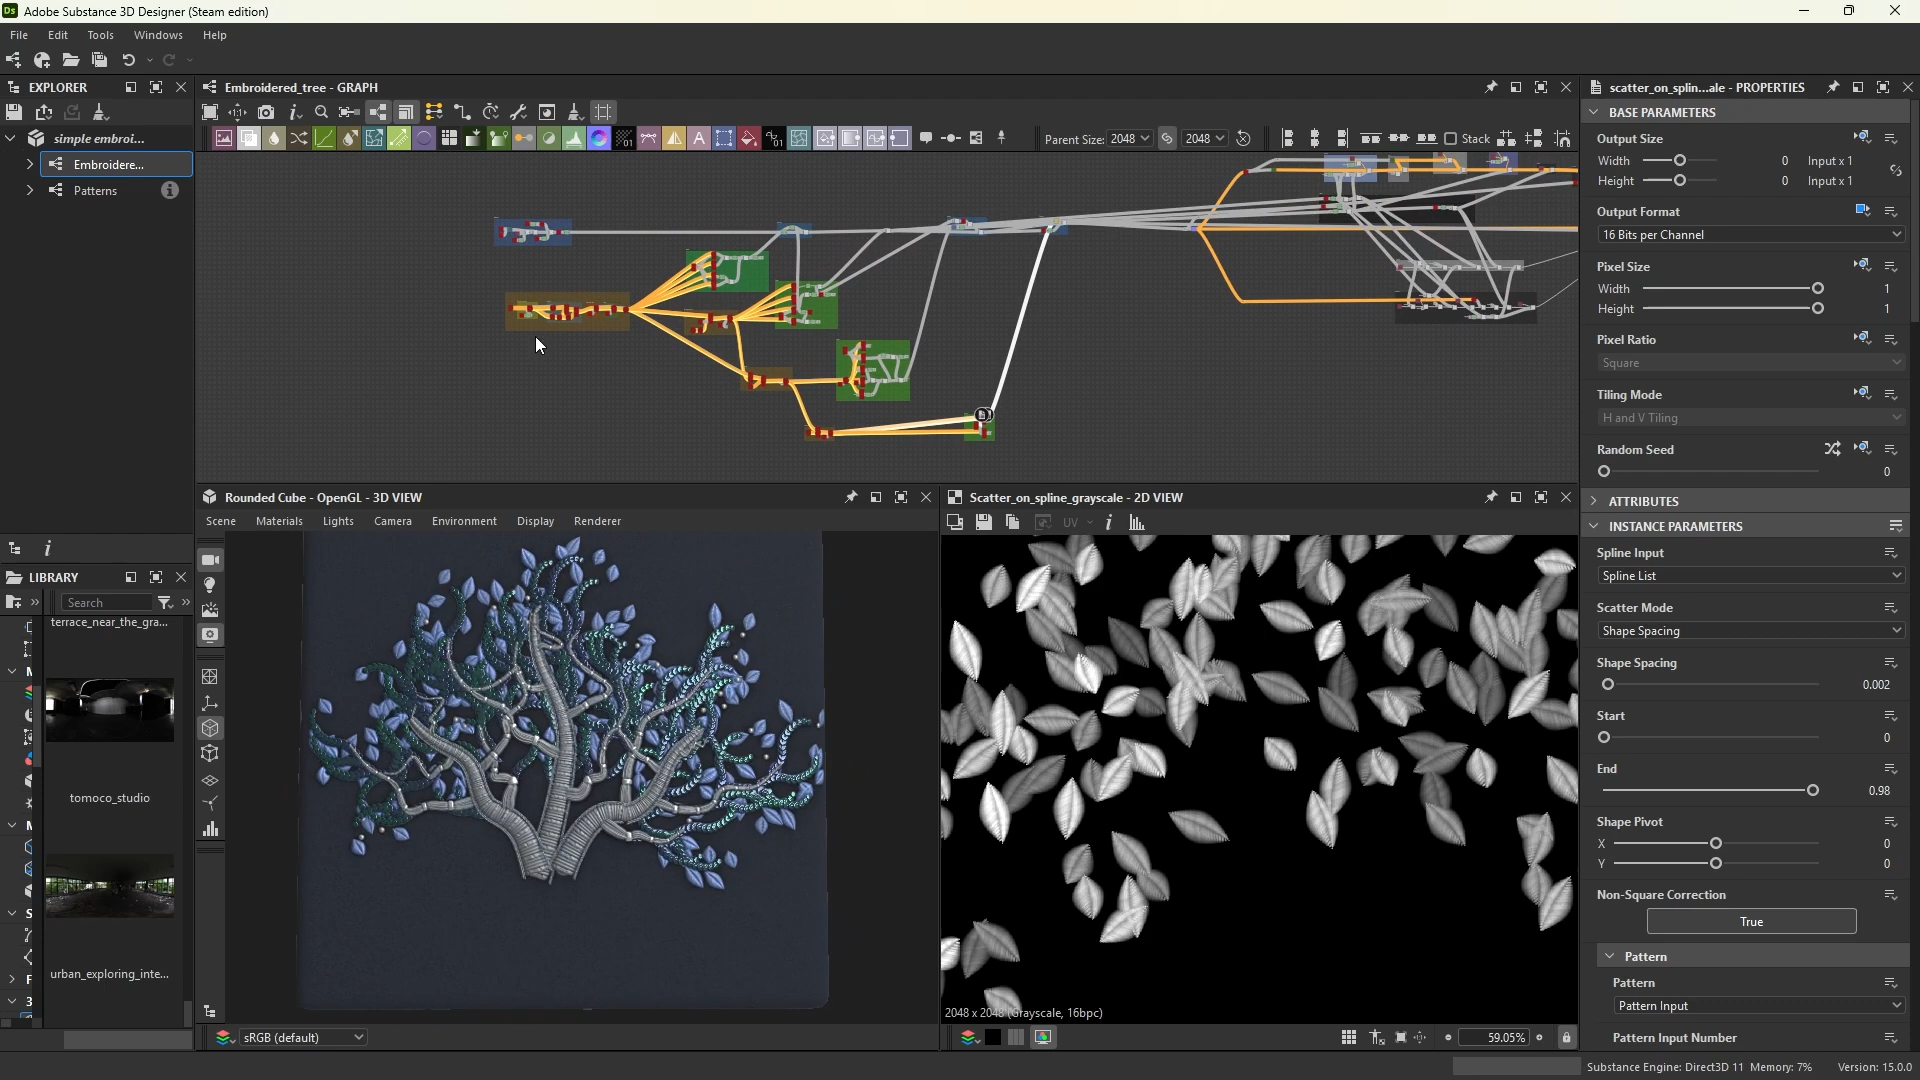 Ds Adobe Substance 3D Designer (Steam edition)
File Edit Tools Windows Help
EXPLORER
simple embroi...
Embroidere...
Patterns
LIBRARY
Search
terrace_near_the_gra...
tomoco_studio
urban_exploring_inte...
Embroidered_tree - GRAPH
Parent Size: 2048 2048
Stack
Rounded Cube - OpenGL - 3D VIEW
Scene Materials Lights Camera Environment Display Renderer
sRGB (default)
Scatter_on_spline_grayscale - 2D VIEW
UV
2048 x 2048 (Grayscale, 16bpc)
59.05%
scatter_on_splin...ale - PROPERTIES
BASE PARAMETERS
Output Size
Width 0 Input x 1
Height 0 Input x 1
Output Format
16 Bits per Channel
Pixel Size
Width 1
Height 1
Pixel Ratio
Square
Tiling Mode
H and V Tiling
Random Seed
0
ATTRIBUTES
INSTANCE PARAMETERS
Spline Input
Spline List
Scatter Mode
Shape Spacing
Shape Spacing
0.002
Start
0
End
0.98
Shape Pivot
X 0
Y 0
Non-Square Correction
True
Pattern
Pattern
Pattern Input
Pattern Input Number
Substance Engine: Direct3D 11 Memory: 7% Version: 15.0.0